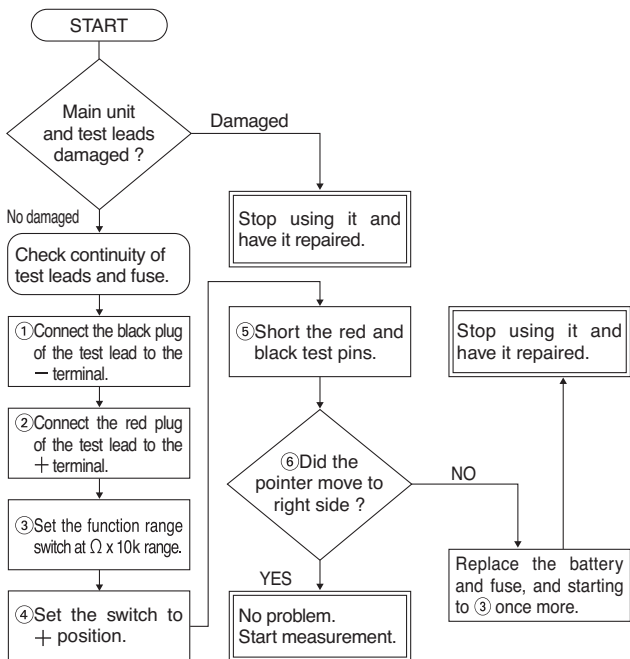 START
Main unit
and test leads
damaged ?
Damaged
No damaged
Stop using it and
have it repaired.
Check continuity of
test leads and fuse.
①Connect the black plug
of the test lead to the
− terminal.
②Connect the red plug
of the test lead to the
+ terminal.
③Set the function range
switch at Ω x 10k range.
④Set the switch to
+ position.
⑤Short the red and
black test pins.
⑥Did the
pointer move to
right side ?
NO
YES
No problem.
Start measurement.
Replace the battery
and fuse, and starting
to ③ once more.
Stop using it and
have it repaired.